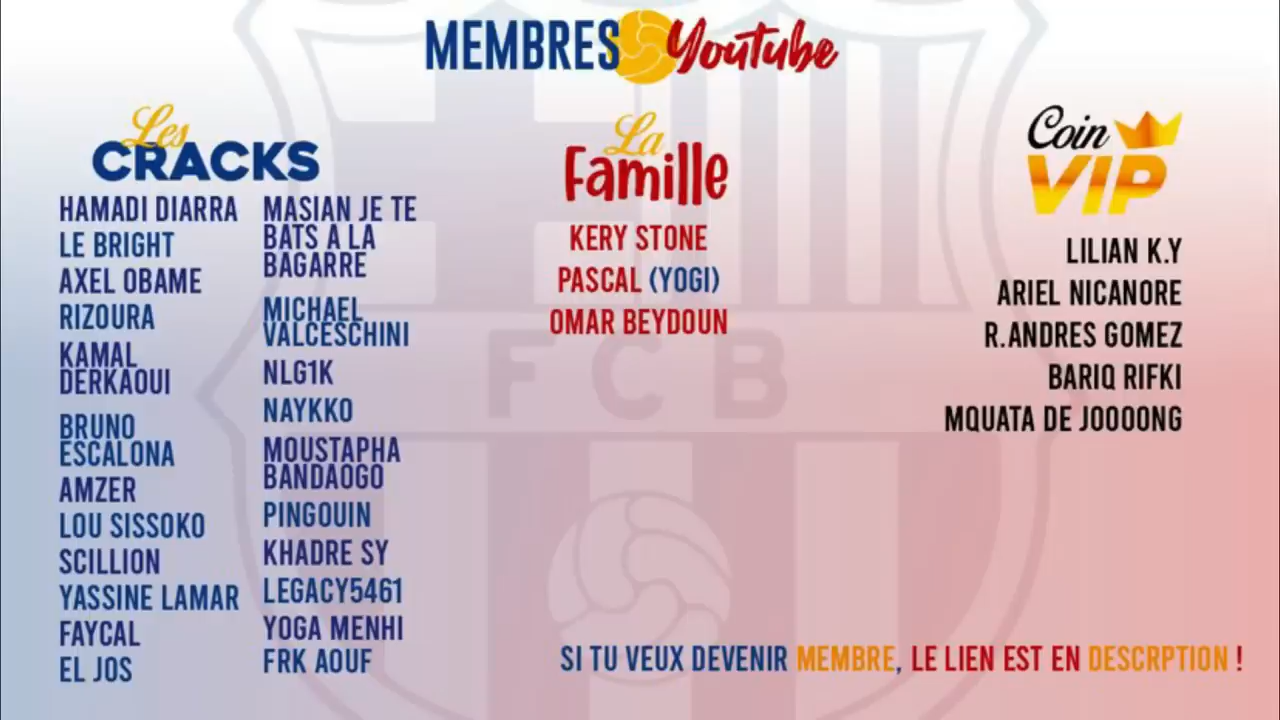 MEMBRES Youtube
Les
CRACKS
HAMADI DIARRA
LE BRIGHT
AXEL OBAME
RIZOURA
KAMAL
DERKAOUI
BRUNO
ESCALONA
AMZER
LOU SISSOKO
SCILLION
YASSINE LAMAR
FAYCAL
EL JOS
MASIAN JE TE
BATS A LA
BAGARRE
MICHAEL
VALCESCHINI
NLG1K
NAYKKO
MOUSTAPHA
BANDAOGO
PINGOUIN
KHADRE SY
LEGACY5461
YOGA MENHI
FRK AOUF
La
Famille
KERY STONE
PASCAL (YOGI)
OMAR BEYDOUN
FCB
Coin
VIP
LILIAN K.Y
ARIEL NICANORE
R.ANDRES GOMEZ
BARIQ RIFKI
MQUATA DE JOOOONG
SI TU VEUX DEVENIR MEMBRE, LE LIEN EST EN DESCRPTION !